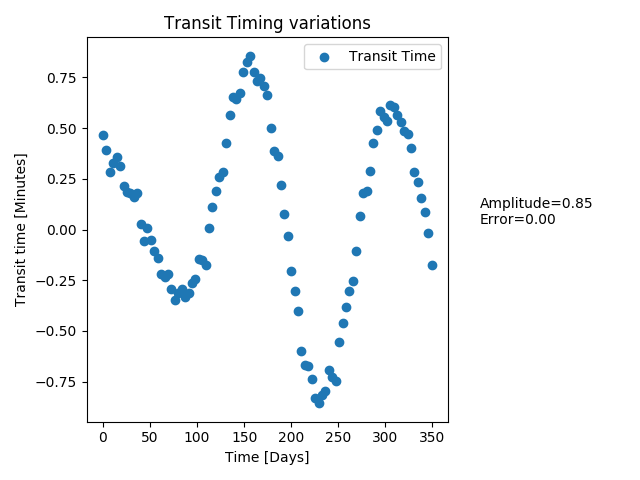 Transit Timing variations
Transit Time
0.75
0.50
0.25
0.00
−0.25
−0.50
−0.75
Transit time [Minutes]
Amplitude=0.85
Error=0.00
0 50 100 150 200 250 300 350
Time [Days]